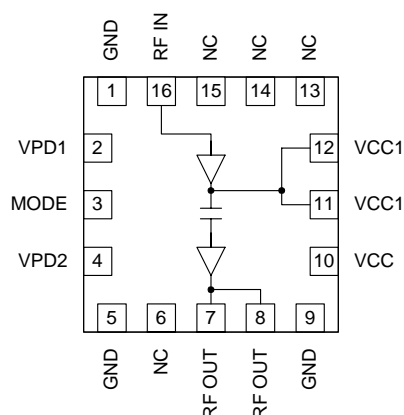 GND
RF IN
NC
NC
NC
1
16
15
14
13
VPD1
2
12
VCC1
MODE
3
11
VCC1
VPD2
4
10
VCC
5
6
7
8
9
GND
NC
RF OUT
RF OUT
GND